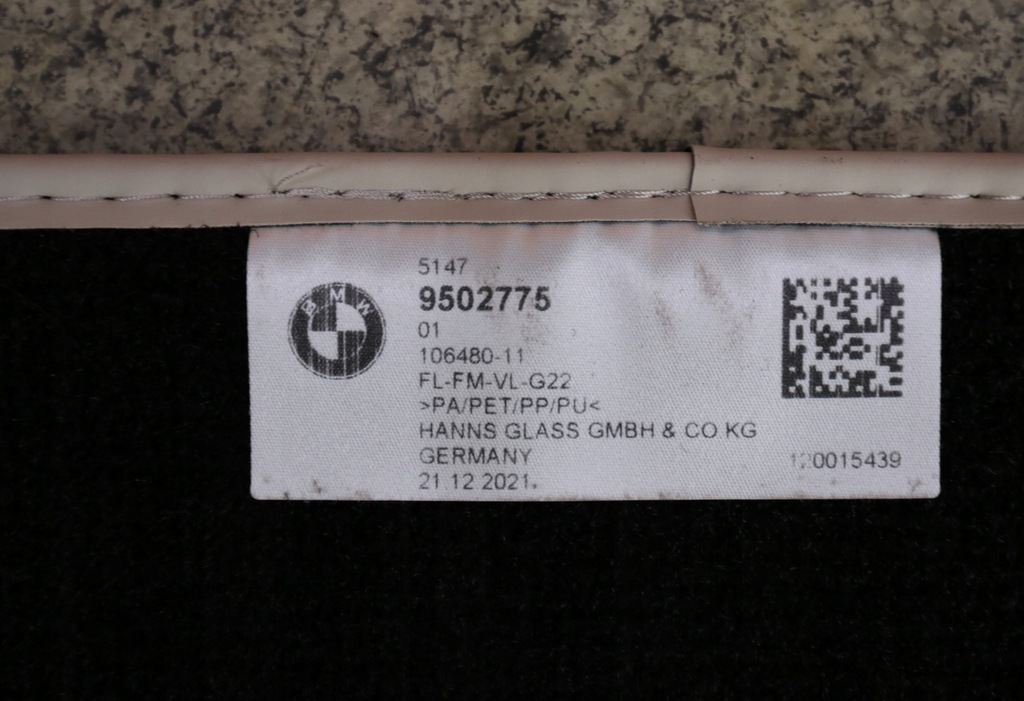 BMW
5147
9502775
01
106480-11
FL-FM-VL-G22
>PA/PET/PP/PU<
HANNS GLASS GMBH & CO KG
GERMANY
21 12 2021.